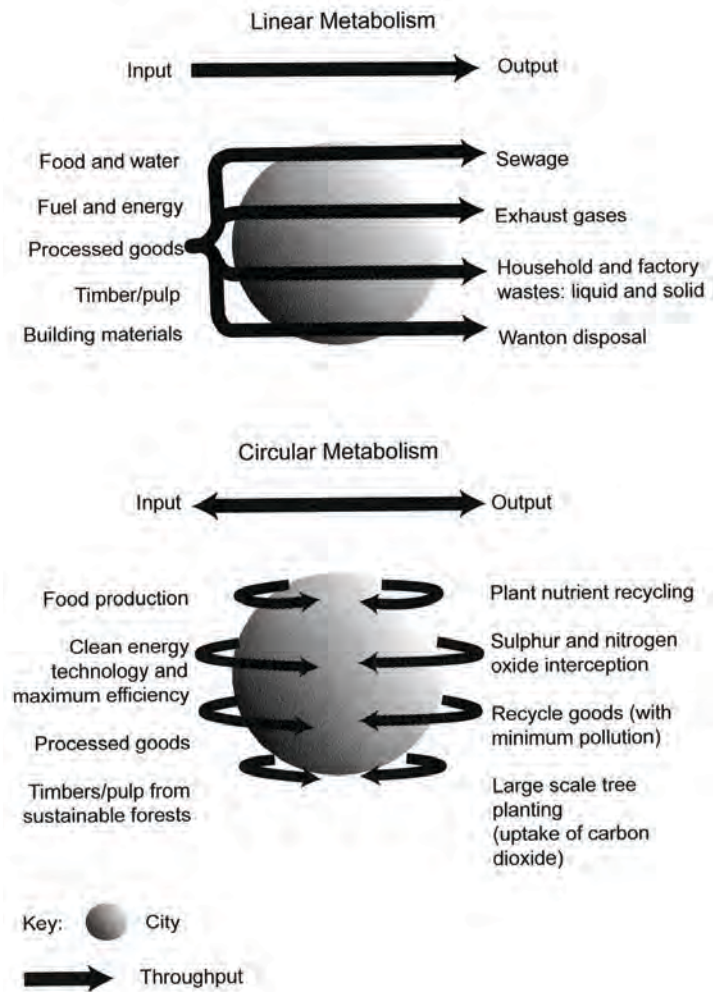 Linear Metabolism
Input
Output
Food and water
Fuel and energy
Processed goods
Timber/pulp
Building materials
Sewage
Exhaust gases
Household and factory
wastes: liquid and solid
Wanton disposal
Circular Metabolism
Input
Output
Food production
Clean energy
technology and
maximum efficiency
Processed goods
Timbers/pulp from
sustainable forests
Plant nutrient recycling
Sulphur and nitrogen
oxide interception
Recycle goods (with
minimum pollution)
Large scale tree
planting
(uptake of carbon
dioxide)
Key:
City
Throughput